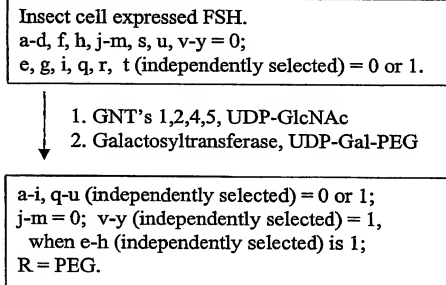 Insect cell expressed FSH.
a-d, f, h, j-m, s, u, v-y = 0;
e, g, i, q, r, t (independently selected) = 0 or 1.
1. GNT's 1,2,4,5, UDP-GlcNAc
2. Galactosyltransferase, UDP-Gal-PEG
a-i, q-u (independently selected) = 0 or 1;
j-m = 0; v-y (independently selected) = 1,
when e-h (independently selected) is 1;
R = PEG.